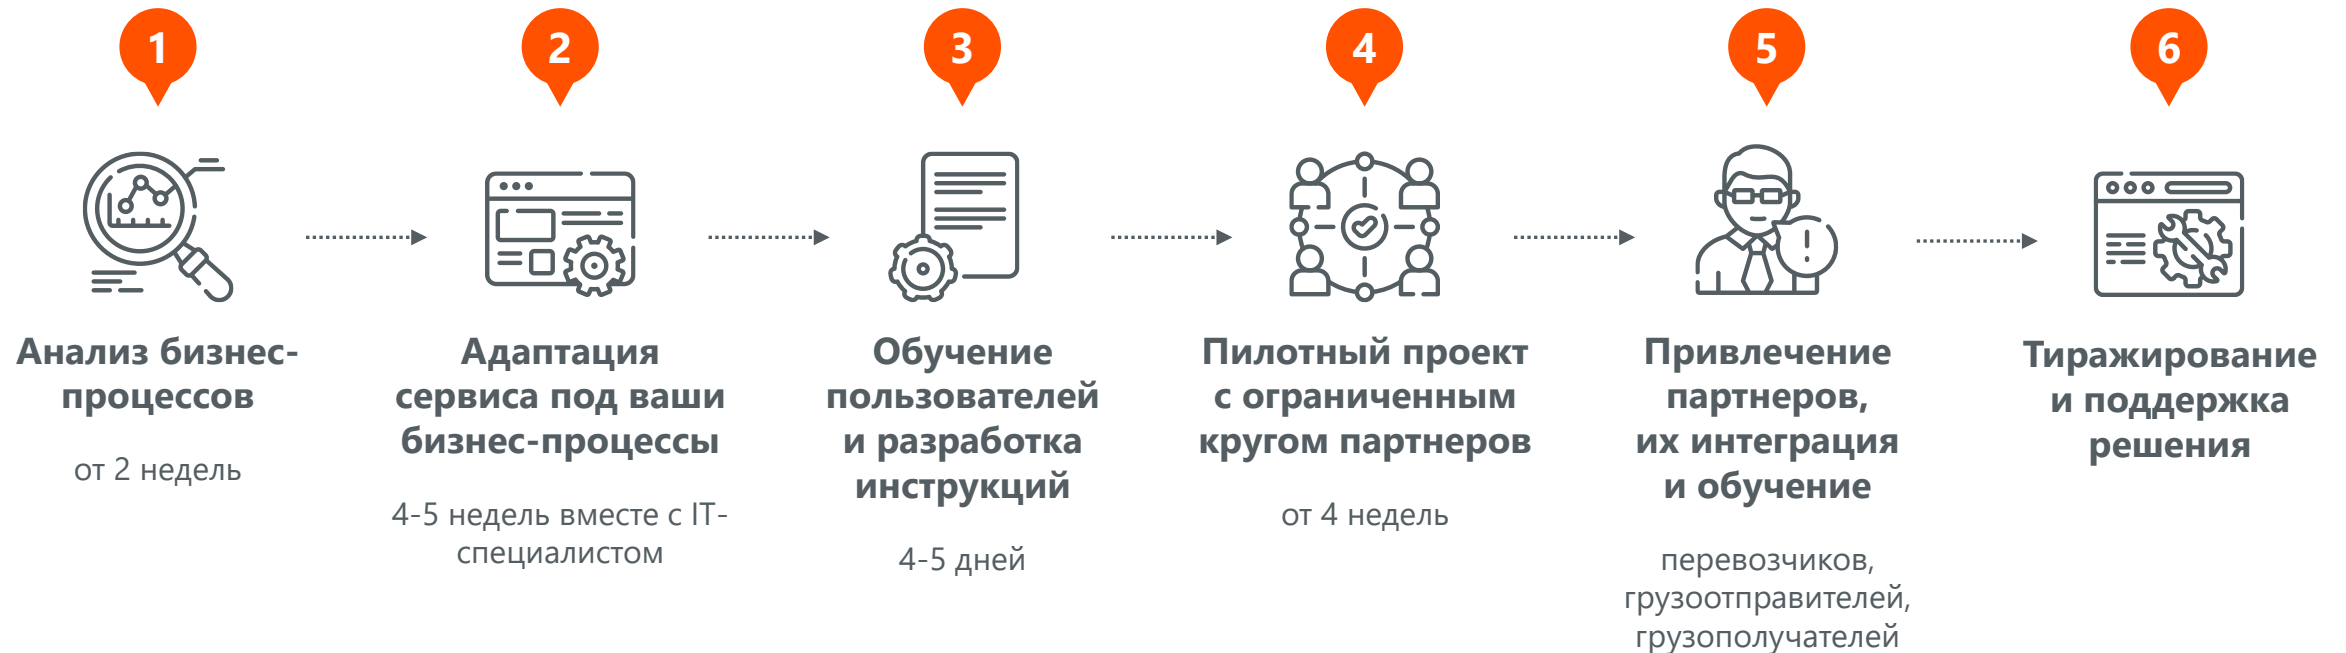 1
Анализ бизнес-
процессов
от 2 недель
2
Адаптация
сервиса под ваши
бизнес-процессы
4-5 недель вместе с IT-
специалистом
3
Обучение
пользователей
и разработка
инструкций
4-5 дней
4
Пилотный проект
с ограниченным
кругом партнеров
от 4 недель
5
Привлечение
партнеров,
их интеграция
и обучение
перевозчиков,
грузоотправителей,
грузополучателей
6
Тиражирование
и поддержка
решения